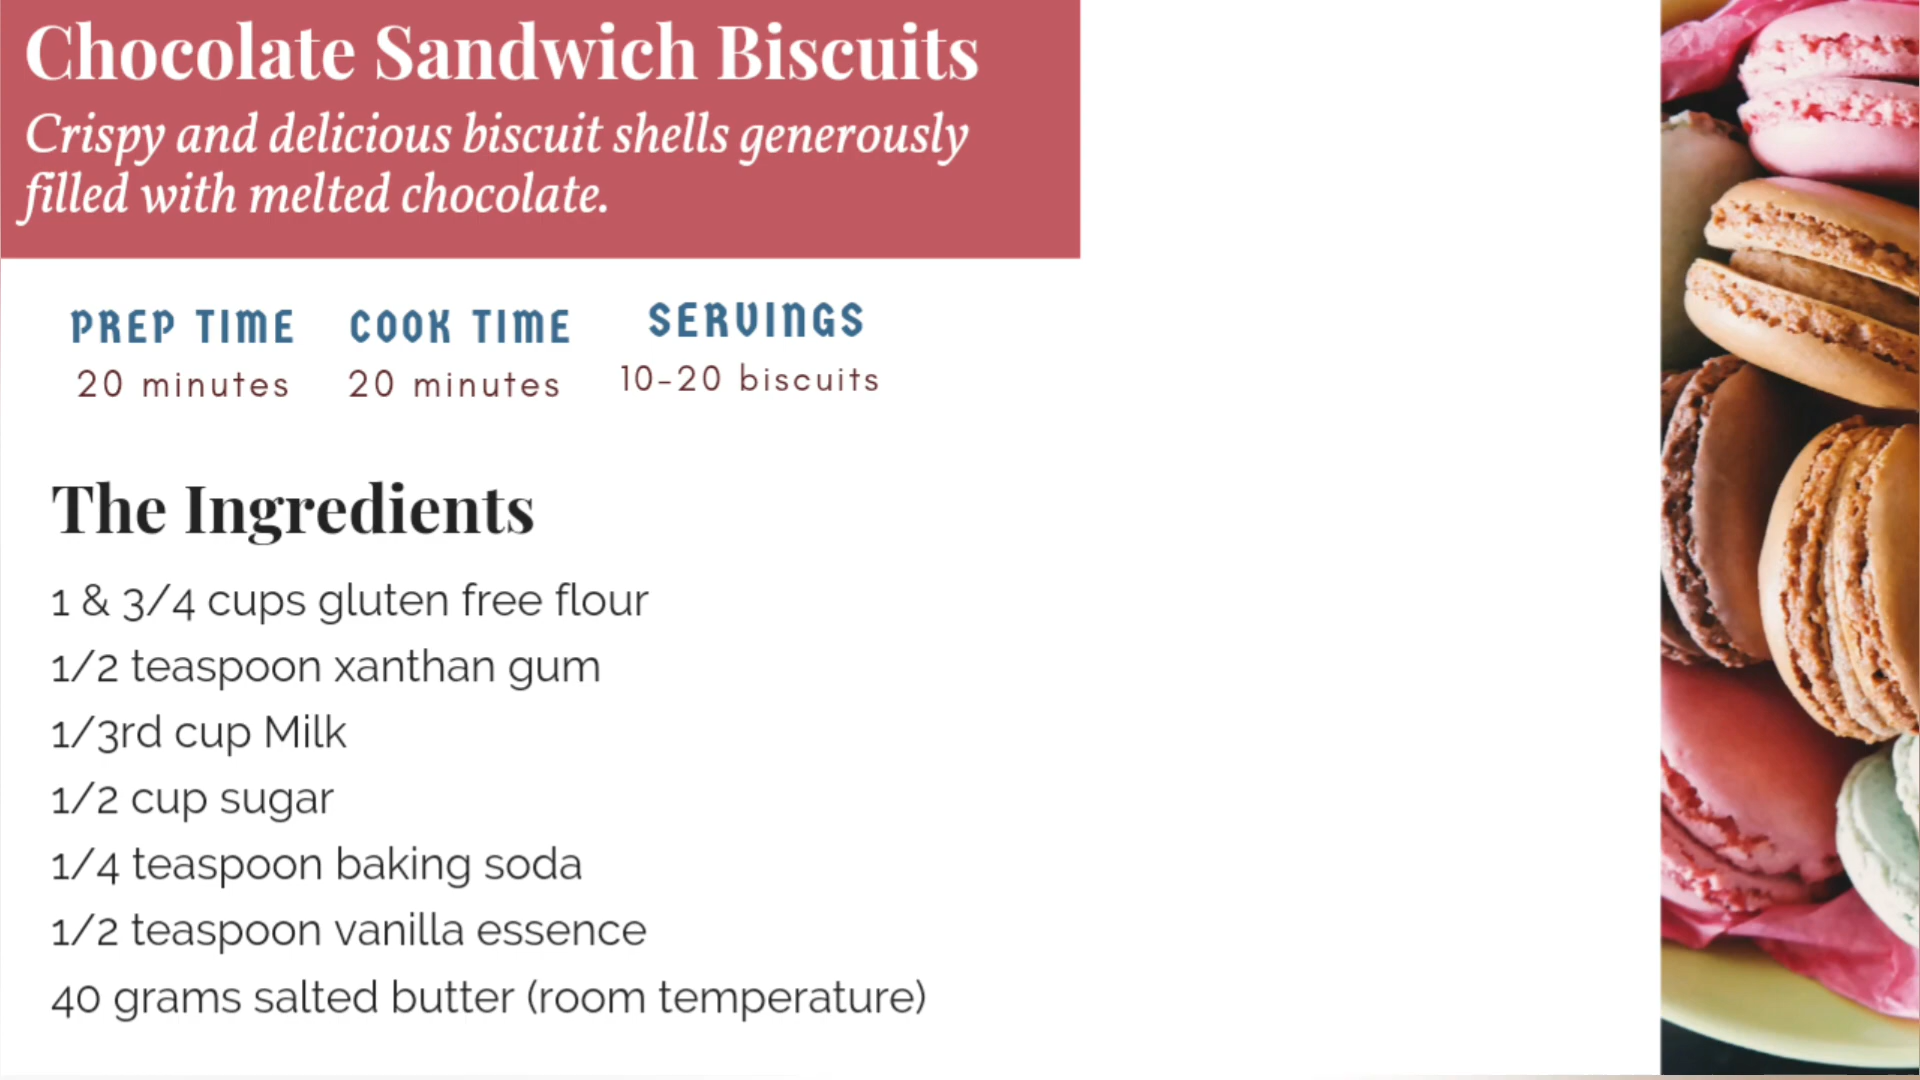 Chocolate Sandwich Biscuits
Crispy and delicious biscuit shells generously
filled with melted chocolate.
PREP TIME
20 minutes
COOK TIME
20 minutes
SERVINGS
10-20 biscuits
The Ingredients
1 & 3/4 cups gluten free flour
1/2 teaspoon xanthan gum
1/3rd cup Milk
1/2 cup sugar
1/4 teaspoon baking soda
1/2 teaspoon vanilla essence
40 grams salted butter (room temperature)